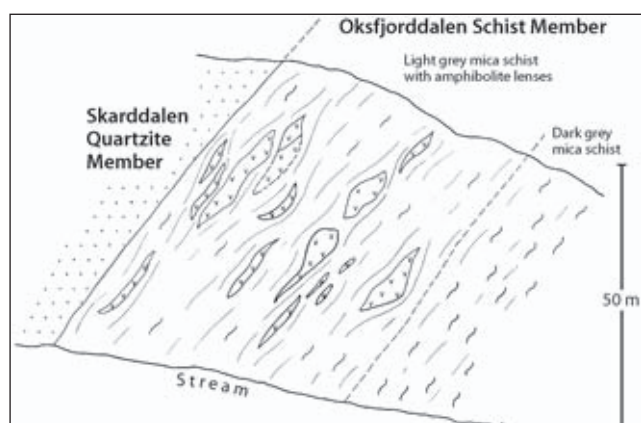 Oksfjorddalen Schist Member
Light grey mica schist
with amphibolite lenses
Skarddalen
Quartzite
Member
Dark grey
mica schist
50 m
Stream